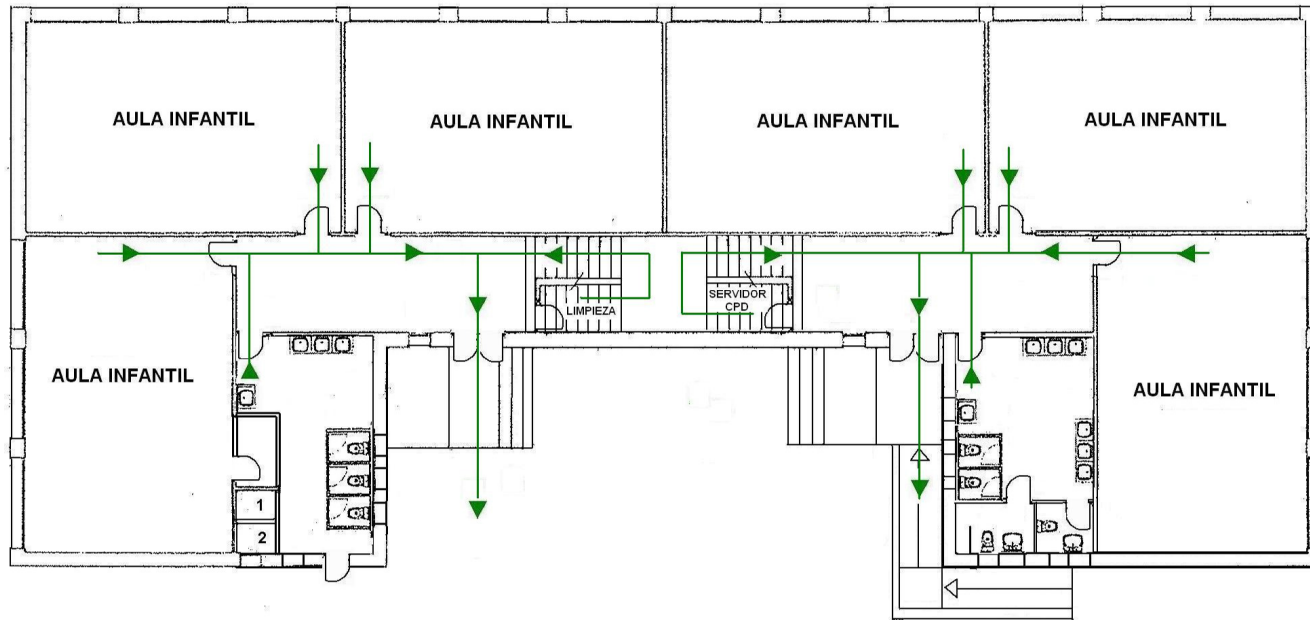 AULA INFANTIL
AULA INFANTIL
AULA INFANTIL
AULA INFANTIL
LIMPIEZA
SERVIDOR
CPD
AULA INFANTIL
AULA INFANTIL
1
2